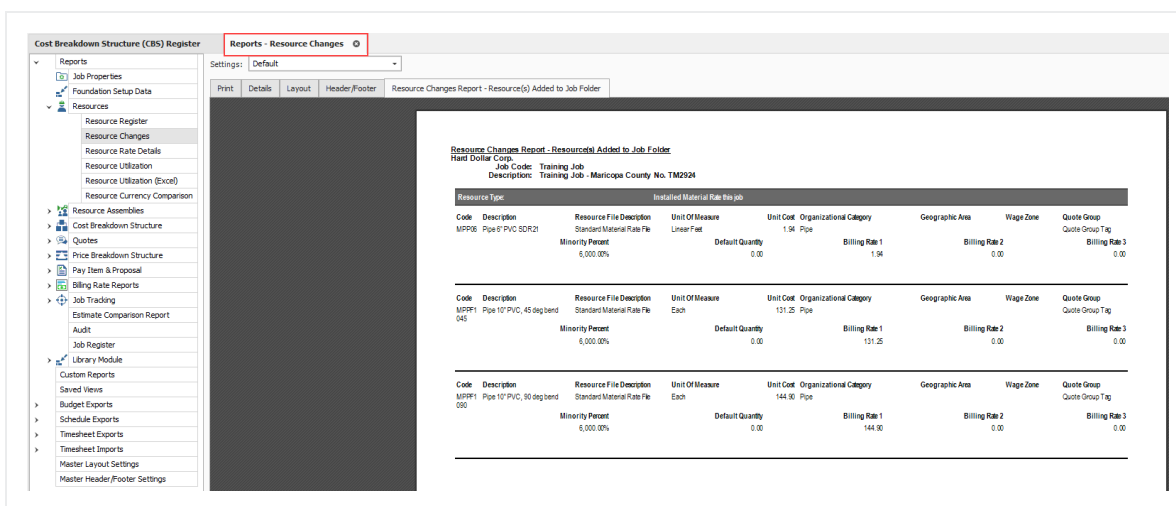 Cost Breakdown Structure (CBS) Register
Reports - Resource Changes
Reports
Job Properties
Foundation Setup Data
Resources
Resource Register
Resource Changes
Resource Rate Details
Resource Utilization
Resource Utilization (Excel)
Resource Currency Comparison
Resource Assemblies
Cost Breakdown Structure
Quotes
Price Breakdown Structure
Pay Item & Proposal
Billing Rate Reports
Job Tracking
Estimate Comparison Report
Audit
Job Register
Library Module
Custom Reports
Saved Views
Budget Exports
Schedule Exports
Timesheet Exports
Timesheet Imports
Master Layout Settings
Master Header/Footer Settings
Settings: Default
Print Details Layout Header/Footer Resource Changes Report - Resource(s) Added to Job Folder
Resource Changes Report - Resource(s) Added to Job Folder
Hard Dollar Corp.
Job Code: Training Job
Description: Training Job - Maricopa County No. TM2924
Resource Type: Installed Material Rate this job
Code Description Resource File Description Unit Of Measure Unit Cost Organizational Category Geographic Area Wage Zone Quote Group
MPP06 Pipe 6" PVC SDR21 Standard Material Rate File Linear Feet 1.94 Pipe Quote Group Tag
Minority Percent Default Quantity Billing Rate 1 Billing Rate 2 Billing Rate 3
6,000.00% 0.00 1.94 0.00 0.00
Code Description Resource File Description Unit Of Measure Unit Cost Organizational Category Geographic Area Wage Zone Quote Group
MPPF1 Pipe 10" PVC, 45 deg bend Standard Material Rate File Each 131.25 Pipe Quote Group Tag
045
Minority Percent Default Quantity Billing Rate 1 Billing Rate 2 Billing Rate 3
6,000.00% 0.00 131.25 0.00 0.00
Code Description Resource File Description Unit Of Measure Unit Cost Organizational Category Geographic Area Wage Zone Quote Group
MPPF1 Pipe 10" PVC, 90 deg bend Standard Material Rate File Each 144.90 Pipe Quote Group Tag
090
Minority Percent Default Quantity Billing Rate 1 Billing Rate 2 Billing Rate 3
6,000.00% 0.00 144.90 0.00 0.00